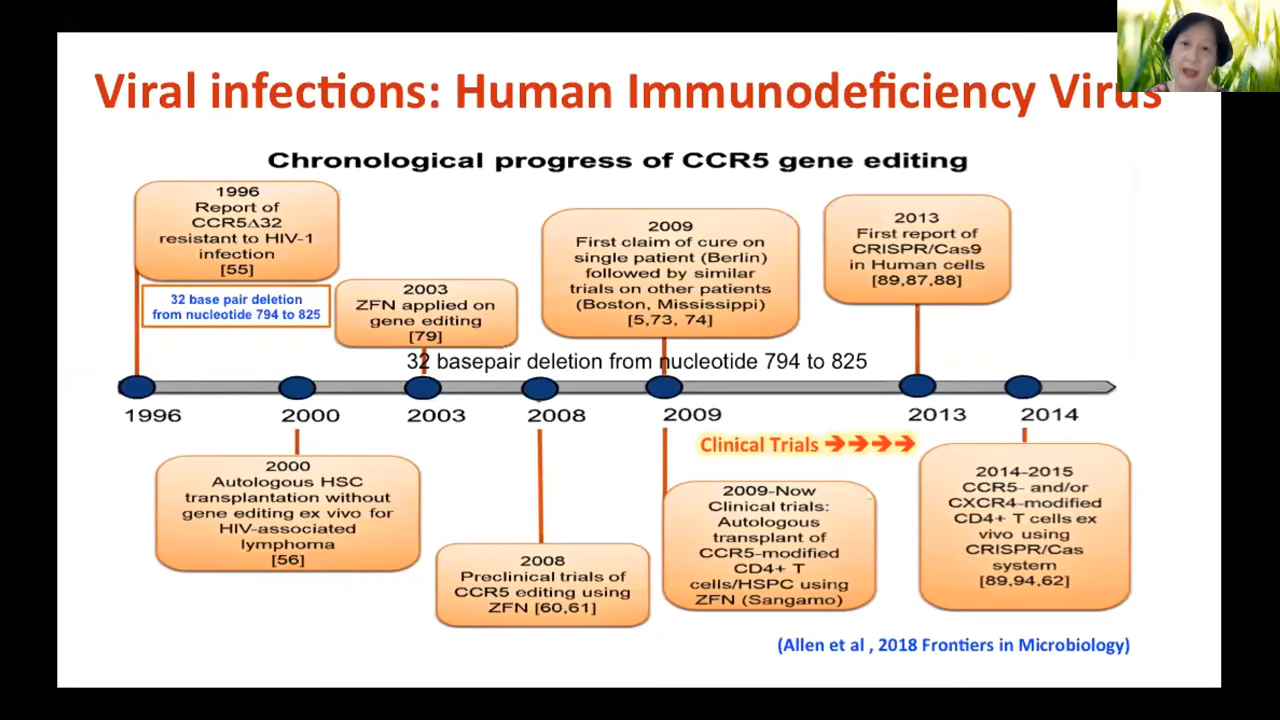 Viral infections: Human Immunodeficiency Virus
Chronological progress of CCR5 gene editing
1996
Report of
CCR5Δ32
resistant to HIV-1
infection
[55]
32 base pair deletion
from nucleotide 794 to 825
2003
ZFN applied on
gene editing
[79]
2009
First claim of cure on
single patient (Berlin)
followed by similar
trials on other patients
(Boston, Mississippi)
[5,73, 74]
2013
First report of
CRISPR/Cas9
in Human cells
[89,87,88]
32 basepair deletion from nucleotide 794 to 825
1996 2000 2003 2008 2009 2013 2014
Clinical Trials ➔➔➔➔
2000
Autologous HSC
transplantation without
gene editing ex vivo for
HIV-associated
lymphoma
[56]
2008
Preclinical trials of
CCR5 editing using
ZFN [60,61]
2009-Now
Clinical trials:
Autologous
transplant of
CCR5-modified
CD4+ T
cells/HSPC using
ZFN (Sangamo)
2014-2015
CCR5- and/or
CXCR4-modified
CD4+ T cells ex
vivo using
CRISPR/Cas
system
[89,94,62]
(Allen et al , 2018 Frontiers in Microbiology)